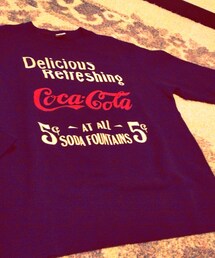 Delicious
Refreshing
Coca-Cola
5¢ - AT ALL - 5¢
SODA FOUNTAINS